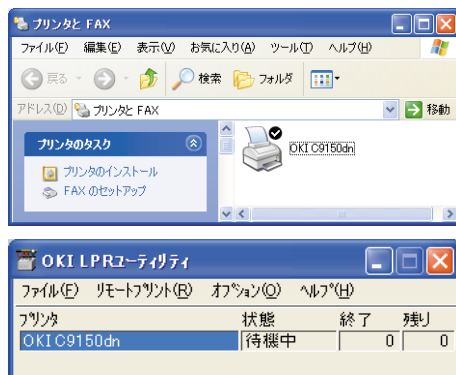 プリンタと FAX
ファイル(F) 編集(E) 表示(V) お気に入り(A) ツール(T) ヘルプ(H)
戻る 検索 フォルダ
アドレス(D) プリンタと FAX 移動
プリンタのタスク
プリンタのインストール
FAX のセットアップ
OKI C9150dn
OKI LPRユーティリティ
ファイル(F) リモートプリント(R) オプション(O) ヘルプ(H)
プリンタ 状態 終了 残り
OKI C9150dn 待機中 0 0